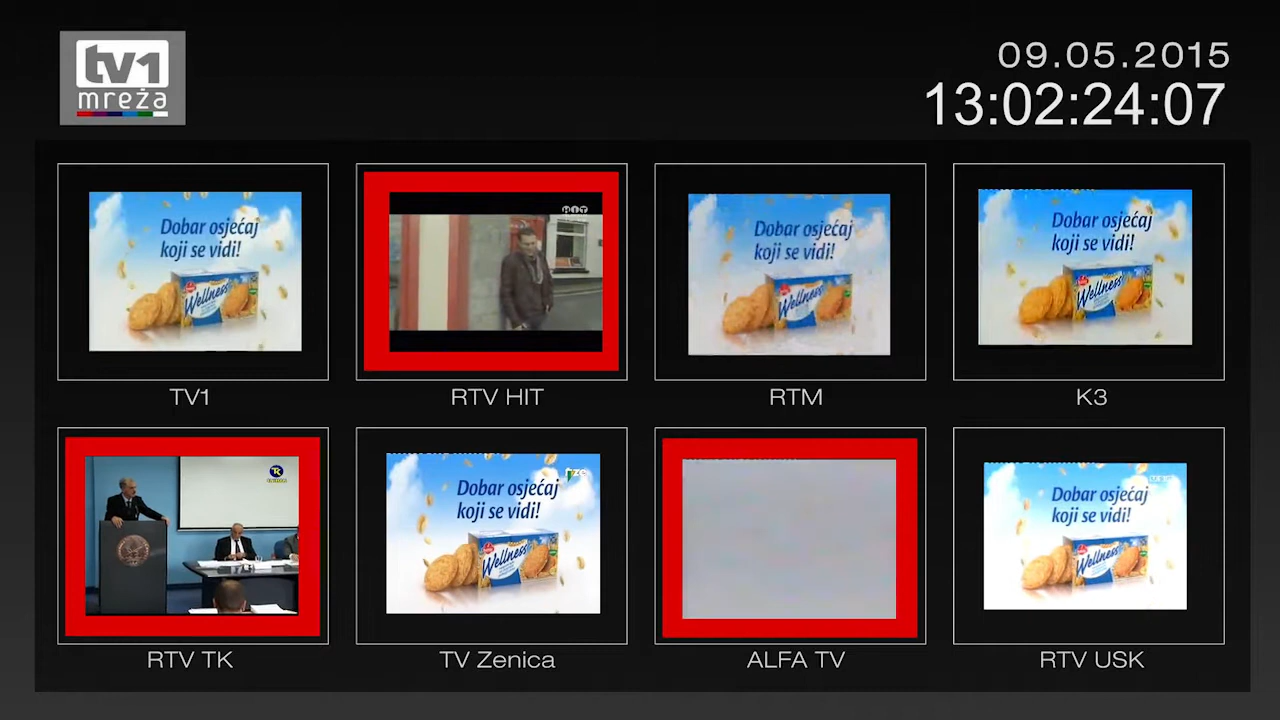 tv1
mreža
09.05.2015
13:02:24:07
Dobar osjećaj
koji se vidi!
Wellness
HIT
Dobar osjećaj
koji se vidi!
Wellness
Dobar osjećaj
koji se vidi!
Wellness
TV1
RTV HIT
RTM
K3
TK
Dobar osjećaj
koji se vidi!
Wellness
Dobar osjećaj
koji se vidi!
Wellness
RTV TK
TV Zenica
ALFA TV
RTV USK